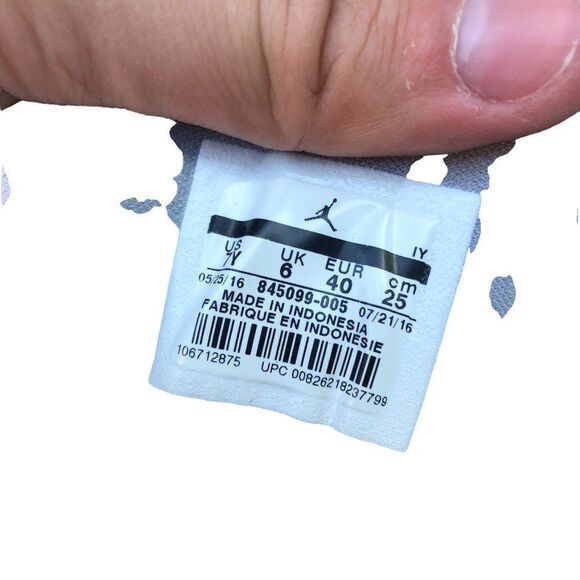 IY
US UK EUR cm
7Y 6 40 25
05/25/16 845099-005 07/21/16
MADE IN INDONESIA
FABRIQUE EN INDONESIE
106712875 UPC 00826218237799